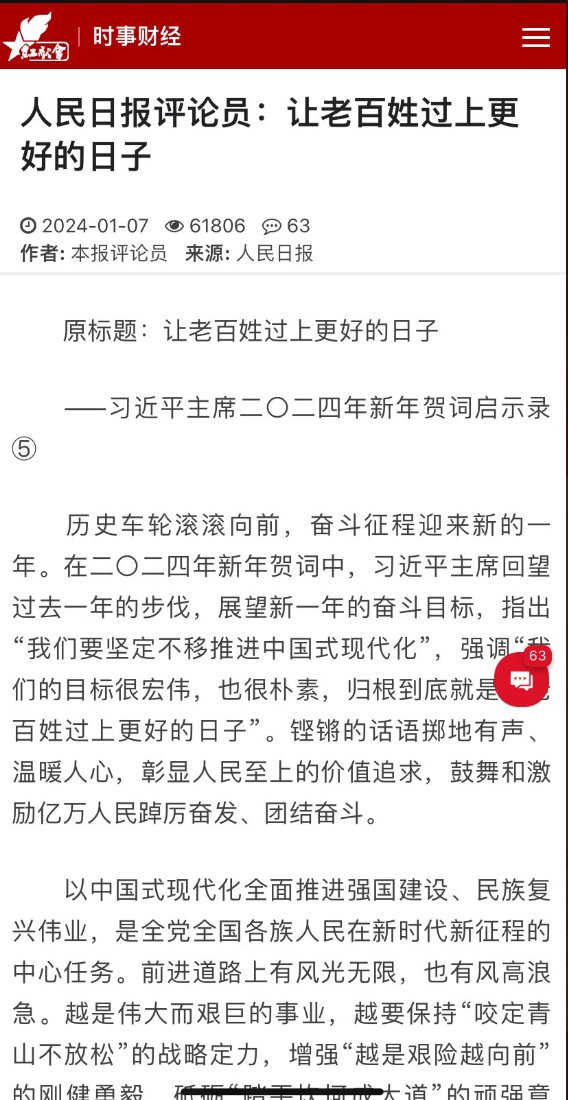 红歌会 | 时事财经
人民日报评论员：让老百姓过上更
好的日子
2024-01-07 61806 63
作者: 本报评论员 来源: 人民日报
原标题：让老百姓过上更好的日子
——习近平主席二〇二四年新年贺词启示录
⑤
历史车轮滚滚向前，奋斗征程迎来新的一
年。在二〇二四年新年贺词中，习近平主席回望
过去一年的步伐，展望新一年的奋斗目标，指出
“我们要坚定不移推进中国式现代化”，强调“我
63
们的目标很宏伟，也很朴素，归根到底就是
百姓过上更好的日子”。铿锵的话语掷地有声、
温暖人心，彰显人民至上的价值追求，鼓舞和激
励亿万人民踔厉奋发、团结奋斗。
以中国式现代化全面推进强国建设、民族复
兴伟业，是全党全国各族人民在新时代新征程的
中心任务。前进道路上有风光无限，也有风高浪
急。越是伟大而艰巨的事业，越要保持“咬定青
山不放松”的战略定力，增强“越是艰险越向前”
的刚健勇毅，砥砺“踏平坎坷成大道”的顽强意